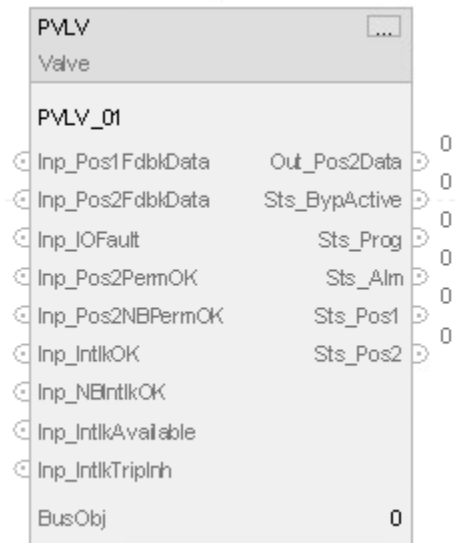 PVLV ...
Valve
PVLV_01
Inp_Pos1FdbkData Out_Pos2Data 0
Inp_Pos2FdbkData Sts_BypActive 0
Inp_IOFault Sts_Prog 0
Inp_Pos2PermOK Sts_Alm 0
Inp_Pos2NBPermOK Sts_Pos1 0
Inp_IntlkOK Sts_Pos2 0
Inp_NBIntlkOK
Inp_IntlkAvailable
Inp_IntlkTripInh
BusObj 0